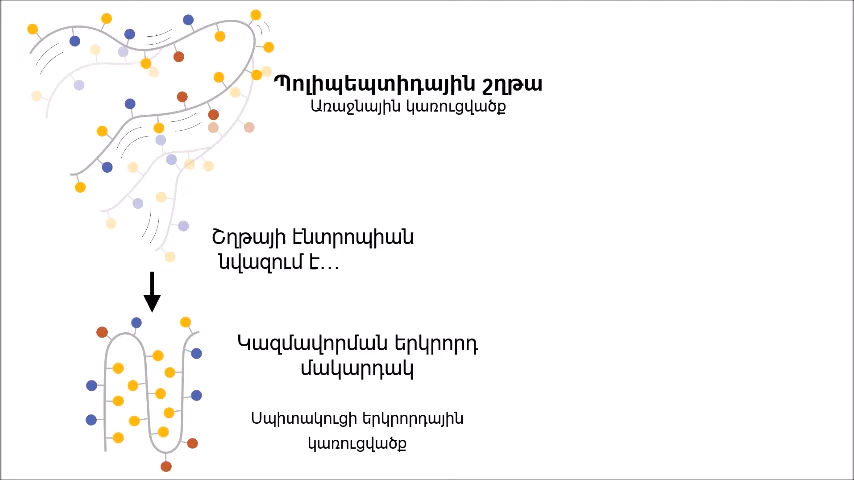 Պոլիպեպտիդային շղթա
Առաջնային կառուցվածք
Շղթայի էնտրոպիան
նվազում է...
Կազմավորման երկրորդ
մակարդակ
Սպիտակուցի երկրորդային
կառուցվածք